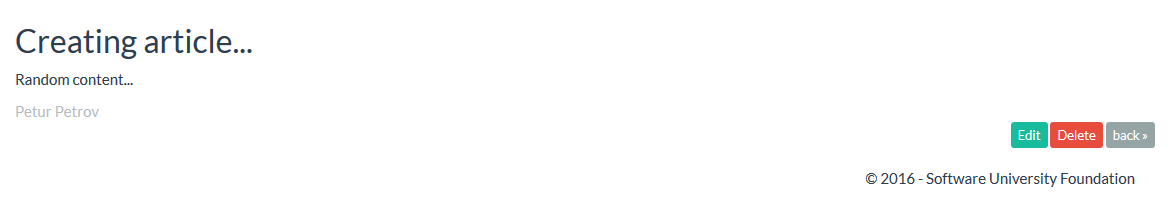 Creating article...
Random content...
Petur Petrov
Edit Delete back »
© 2016 - Software University Foundation